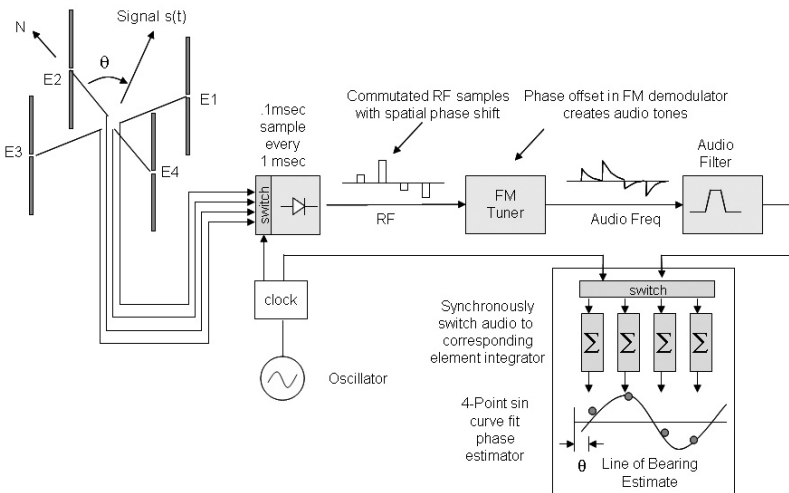 Signal s(t)
N
θ
E2
E1
E3
E4
.1msec
sample
every
1 msec
Commutated RF samples
with spatial phase shift
Phase offset in FM demodulator
creates audio tones
Audio
Filter
switch
RF
FM
Tuner
Audio Freq
clock
Oscillator
switch
Synchronously
switch audio to
corresponding
element integrator
Σ Σ Σ Σ
4-Point sin
curve fit
phase
estimator
θ
Line of Bearing
Estimate